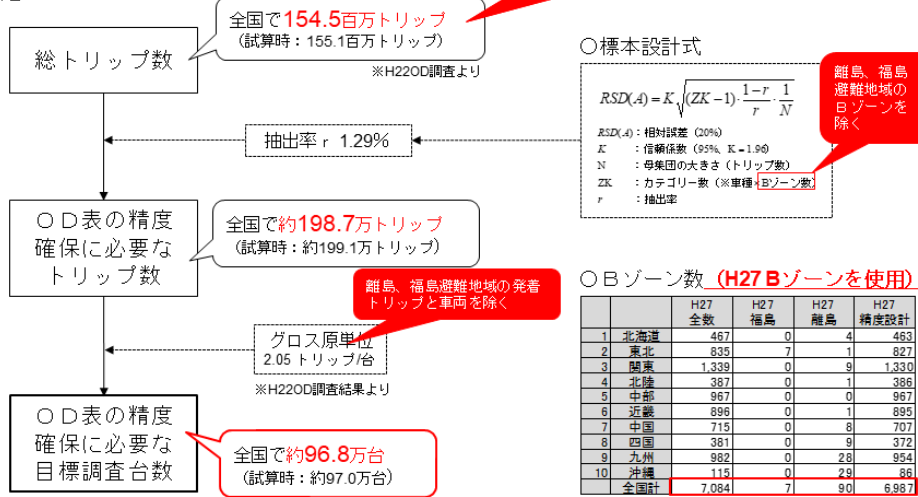 全国で154.5百万トリップ
(試算時：155.1百万トリップ)
総トリップ数
※H22OD調査より
抽出率 r 1.29%
ＯＤ表の精度
確保に必要な
トリップ数
全国で約198.7万トリップ
(試算時：約199.1万トリップ)
離島、福島避難地域の発着
トリップと車両を除く
グロス原単位
2.05 トリップ/台
※H22OD調査結果より
ＯＤ表の精度
確保に必要な
目標調査台数
全国で約96.8万台
(試算時：約97.0万台)
○標本設計式
離島、福島
避難地域の
Ｂゾーンを
除く
RSD(A) = K√((ZK−1)·(1−r)/r·1/N)
RSD(A)：相対誤差 (20%)
K ：信頼係数 (95%, K=1.96)
N ：母集団の大きさ (トリップ数)
ZK ：カテゴリー数 (※車種×Bゾーン数)
r ：抽出率
○Ｂゾーン数 (H27 Bゾーンを使用)
H27 全数 H27 福島 H27 離島 H27 精度設計
1 北海道 467 0 4 463
2 東北 835 7 1 827
3 関東 1,339 0 9 1,330
4 北陸 387 0 1 386
5 中部 967 0 0 967
6 近畿 896 0 1 895
7 中国 715 0 8 707
8 四国 381 0 9 372
9 九州 982 0 28 954
10 沖縄 115 0 29 86
全国計 7,084 7 90 6,987